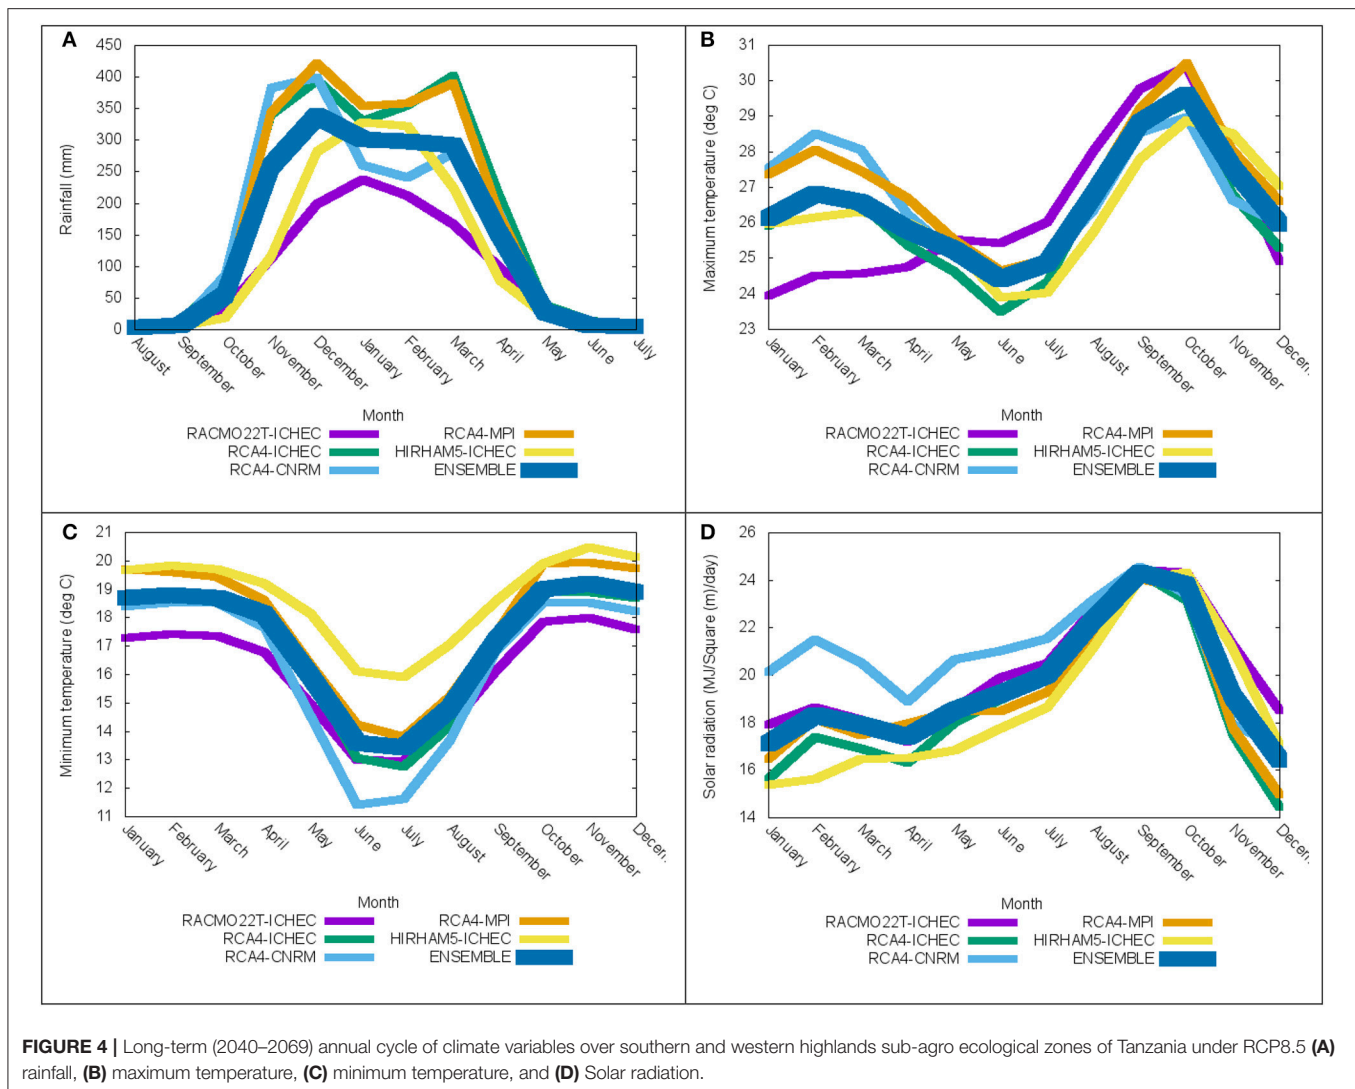 A
450
400
350
300
250
200
150
100
50
0
Rainfall (mm)
August
September
October
November
December
January
February
March
April
May
June
July
Month
RACMO22T-ICHEC
RCA4-ICHEC
RCA4-CNRM
RCA4-MPI
HIRHAM5-ICHEC
ENSEMBLE
B
31
30
29
28
27
26
25
24
23
Maximum temperature (deg C)
January
February
March
April
May
June
July
August
September
October
November
Decem
Month
RACMO22T-ICHEC
RCA4-ICHEC
RCA4-CNRM
RCA4-MPI
HIRHAM5-ICHEC
ENSEMBLE
C
21
20
19
18
17
16
15
14
13
12
11
Minimum temperature (deg C)
January
February
March
April
May
June
July
August
September
October
November
Decem
Month
RACMO22T-ICHEC
RCA4-ICHEC
RCA4-CNRM
RCA4-MPI
HIRHAM5-ICHEC
ENSEMBLE
D
26
24
22
20
18
16
14
Solar radiation (MJ/Square (m)/day)
January
February
March
April
May
June
July
August
September
October
November
Decem
Month
RACMO22T-ICHEC
RCA4-ICHEC
RCA4-CNRM
RCA4-MPI
HIRHAM5-ICHEC
ENSEMBLE
FIGURE 4 | Long-term (2040–2069) annual cycle of climate variables over southern and western highlands sub-agro ecological zones of Tanzania under RCP8.5 (A)
rainfall, (B) maximum temperature, (C) minimum temperature, and (D) Solar radiation.